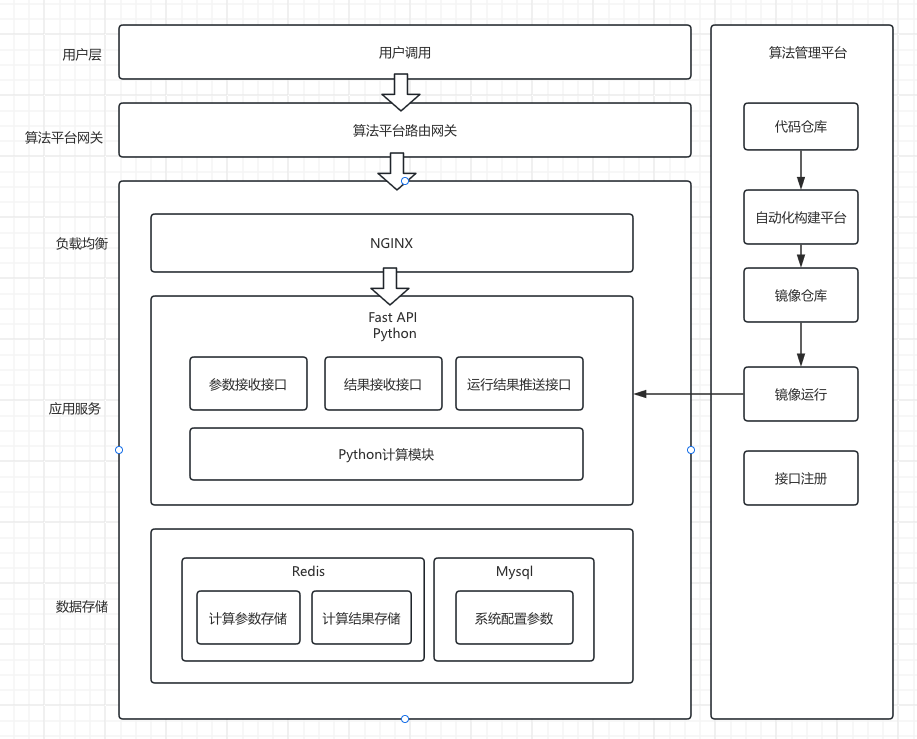 用户层
用户调用
算法平台网关
算法平台路由网关
负载均衡
NGINX
应用服务
Fast API
Python
参数接收接口
结果接收接口
运行结果推送接口
Python计算模块
数据存储
Redis
计算参数存储
计算结果存储
Mysql
系统配置参数
算法管理平台
代码仓库
自动化构建平台
镜像仓库
镜像运行
接口注册